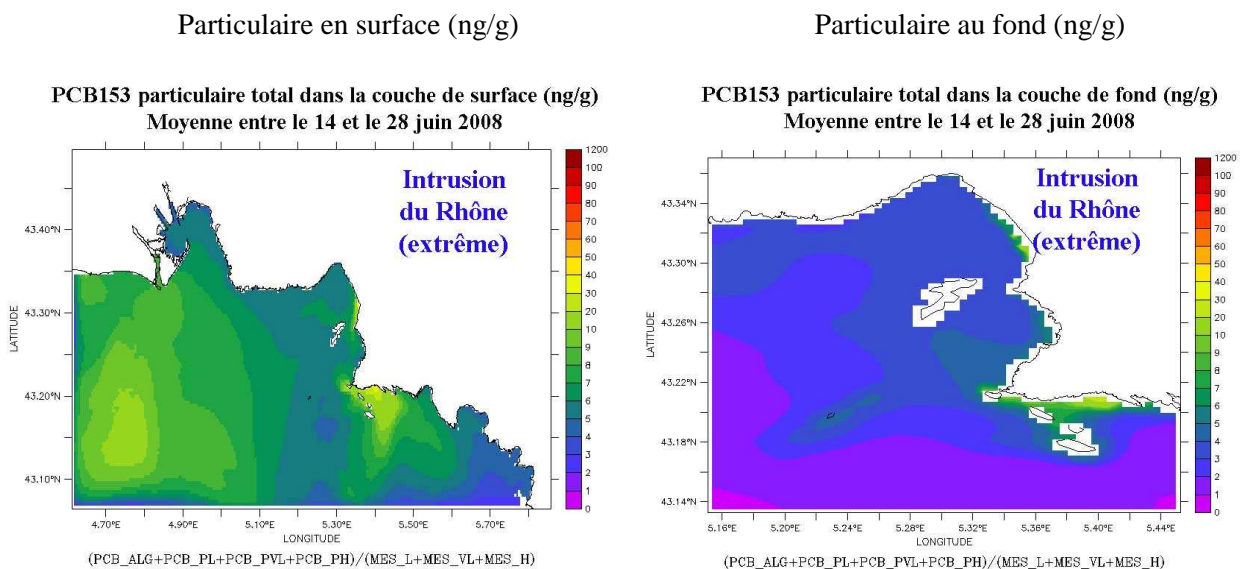 Particulaire en surface (ng/g)
Particulaire au fond (ng/g)
PCB153 particulaire total dans la couche de surface (ng/g)
Moyenne entre le 14 et le 28 juin 2008
Intrusion
du Rhône
(extrême)
43.40°N
43.30°N
43.20°N
43.10°N
LATITUDE
4.70°E
4.90°E
5.10°E
5.30°E
5.50°E
5.70°E
LONGITUDE
1200
100
90
80
70
60
50
40
30
20
10
9
8
7
6
5
4
3
2
1
0
(PCB_ALG+PCB_PL+PCB_PVL+PCB_PH)/(MES_L+MES_VL+MES_H)
PCB153 particulaire total dans la couche de fond (ng/g)
Moyenne entre le 14 et le 28 juin 2008
Intrusion
du Rhône
(extrême)
43.34°N
43.30°N
43.26°N
43.22°N
43.18°N
43.14°N
LATITUDE
5.16°E
5.20°E
5.24°E
5.28°E
5.32°E
5.36°E
5.40°E
5.44°E
LONGITUDE
1200
100
90
80
70
60
50
40
30
20
10
9
8
7
6
5
4
3
2
1
0
(PCB_ALG+PCB_PL+PCB_PVL+PCB_PH)/(MES_L+MES_VL+MES_H)